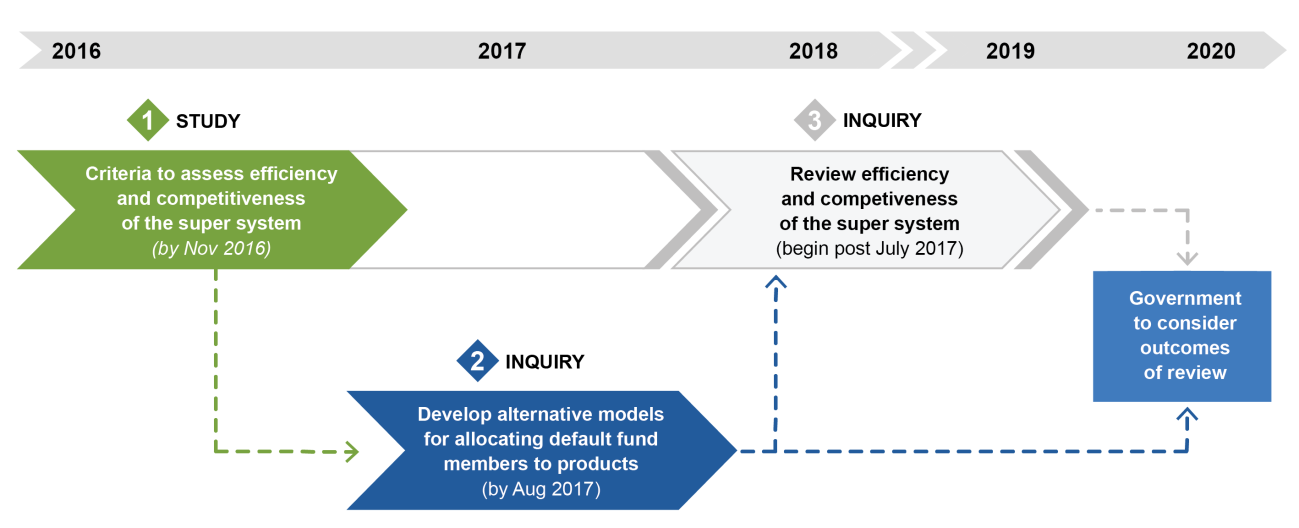 2016
2017
2018
2019
2020
1
STUDY
Criteria to assess efficiency
and competitiveness
of the super system
(by Nov 2016)
3
INQUIRY
Review efficiency
and competiveness
of the super system
(begin post July 2017)
2
INQUIRY
Develop alternative models
for allocating default fund
members to products
(by Aug 2017)
Government
to consider
outcomes
of review